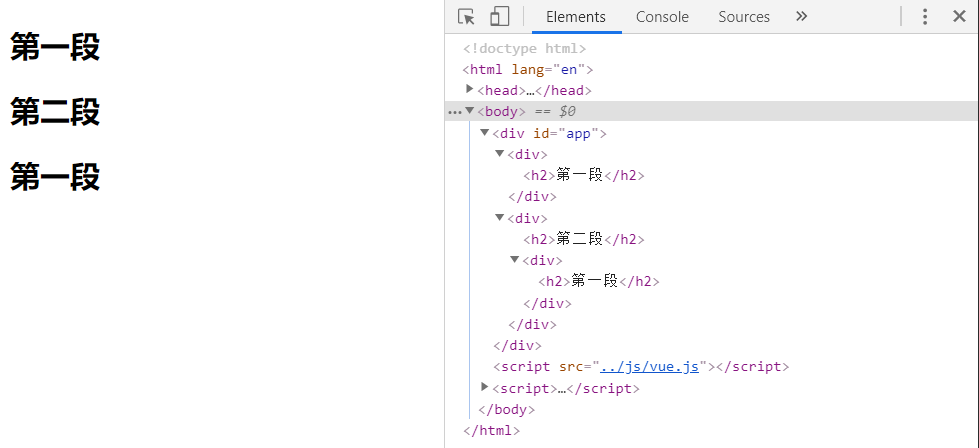 第一段
第二段
第一段
Elements Console Sources »
<!doctype html>
<html lang="en">
<head>…</head>
<body> == $0
<div id="app">
<div>
<h2>第一段</h2>
</div>
<div>
<h2>第二段</h2>
<div>
<h2>第一段</h2>
</div>
</div>
</div>
<script src="../js/vue.js"></script>
<script>…</script>
</body>
</html>